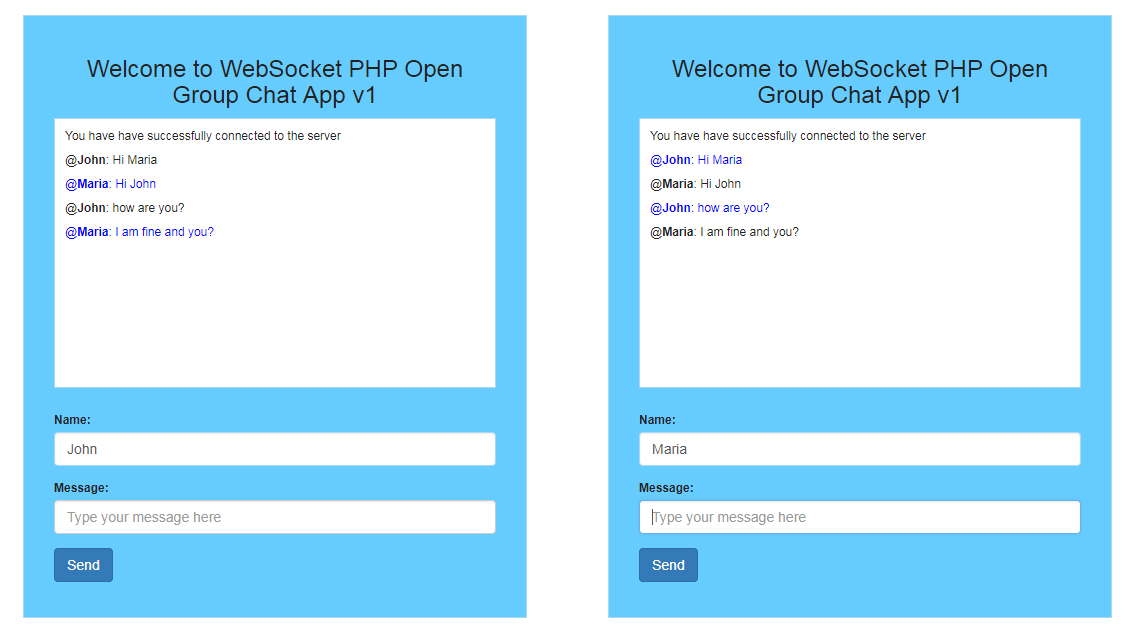 Welcome to WebSocket PHP Open
Group Chat App v1
You have have successfully connected to the server
@John: Hi Maria
@Maria: Hi John
@John: how are you?
@Maria: I am fine and you?
Name:
John
Message:
Type your message here
Send
Welcome to WebSocket PHP Open
Group Chat App v1
You have have successfully connected to the server
@John: Hi Maria
@Maria: Hi John
@John: how are you?
@Maria: I am fine and you?
Name:
Maria
Message:
Type your message here
Send